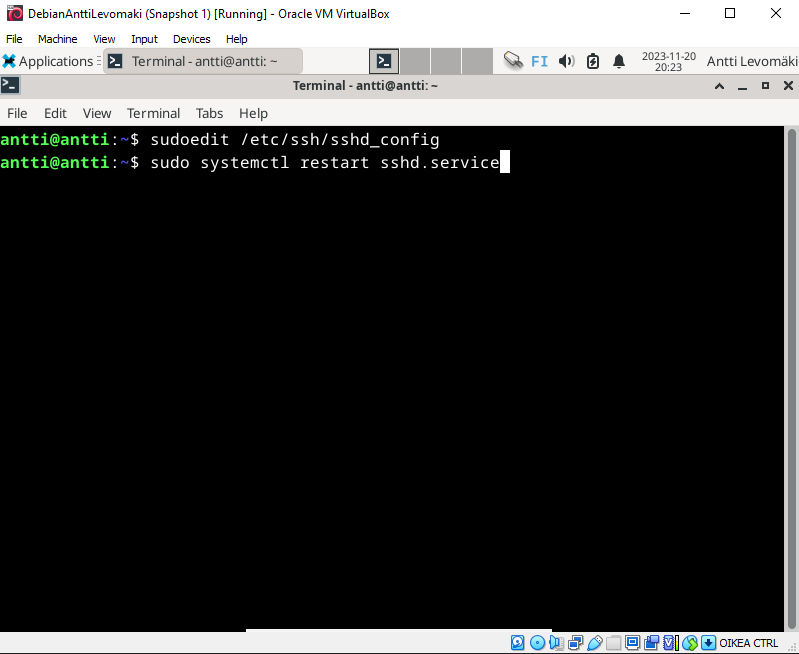 DebianAnttiLevomaki (Snapshot 1) [Running] - Oracle VM VirtualBox
File Machine View Input Devices Help
Applications Terminal - antti@antti: ~ FI 2023-11-20 Antti Levomäki
20:23
Terminal - antti@antti: ~
File Edit View Terminal Tabs Help
antti@antti:~$ sudoedit /etc/ssh/sshd_config
antti@antti:~$ sudo systemctl restart sshd.service
OIKEA CTRL